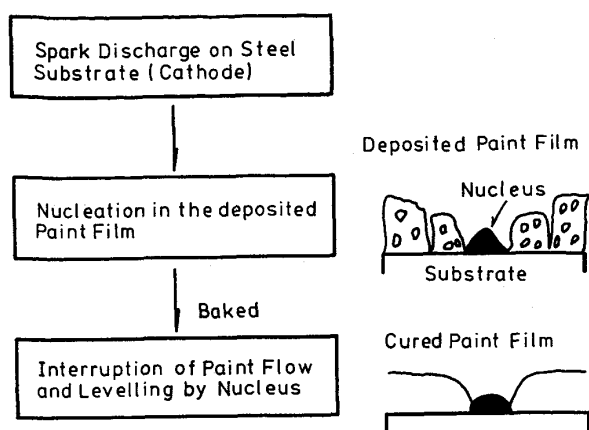 Spark Discharge on Steel
Substrate (Cathode)
Deposited Paint Film
Nucleus
Nucleation in the deposited
Paint Film
Substrate
Baked
Cured Paint Film
Interruption of Paint Flow
and Levelling by Nucleus